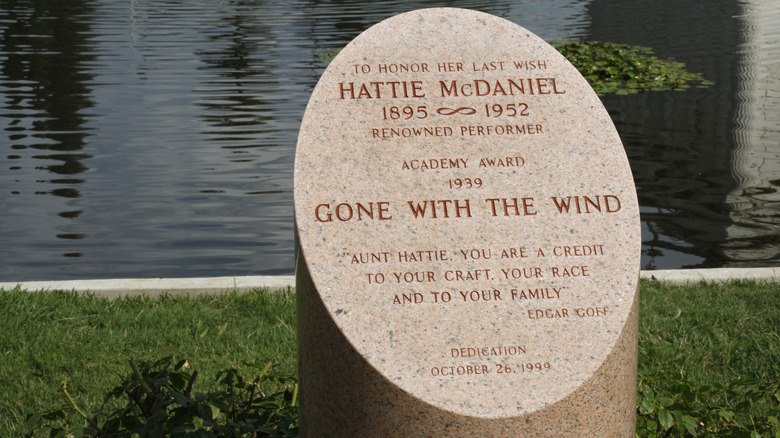 TO HONOR HER LAST WISH
HATTIE McDANIEL
1895 ∞ 1952
RENOWNED PERFORMER
ACADEMY AWARD
1939
GONE WITH THE WIND
"AUNT HATTIE, YOU ARE A CREDIT
TO YOUR CRAFT, YOUR RACE
AND TO YOUR FAMILY"
EDGAR GOFF
DEDICATION
OCTOBER 26, 1999